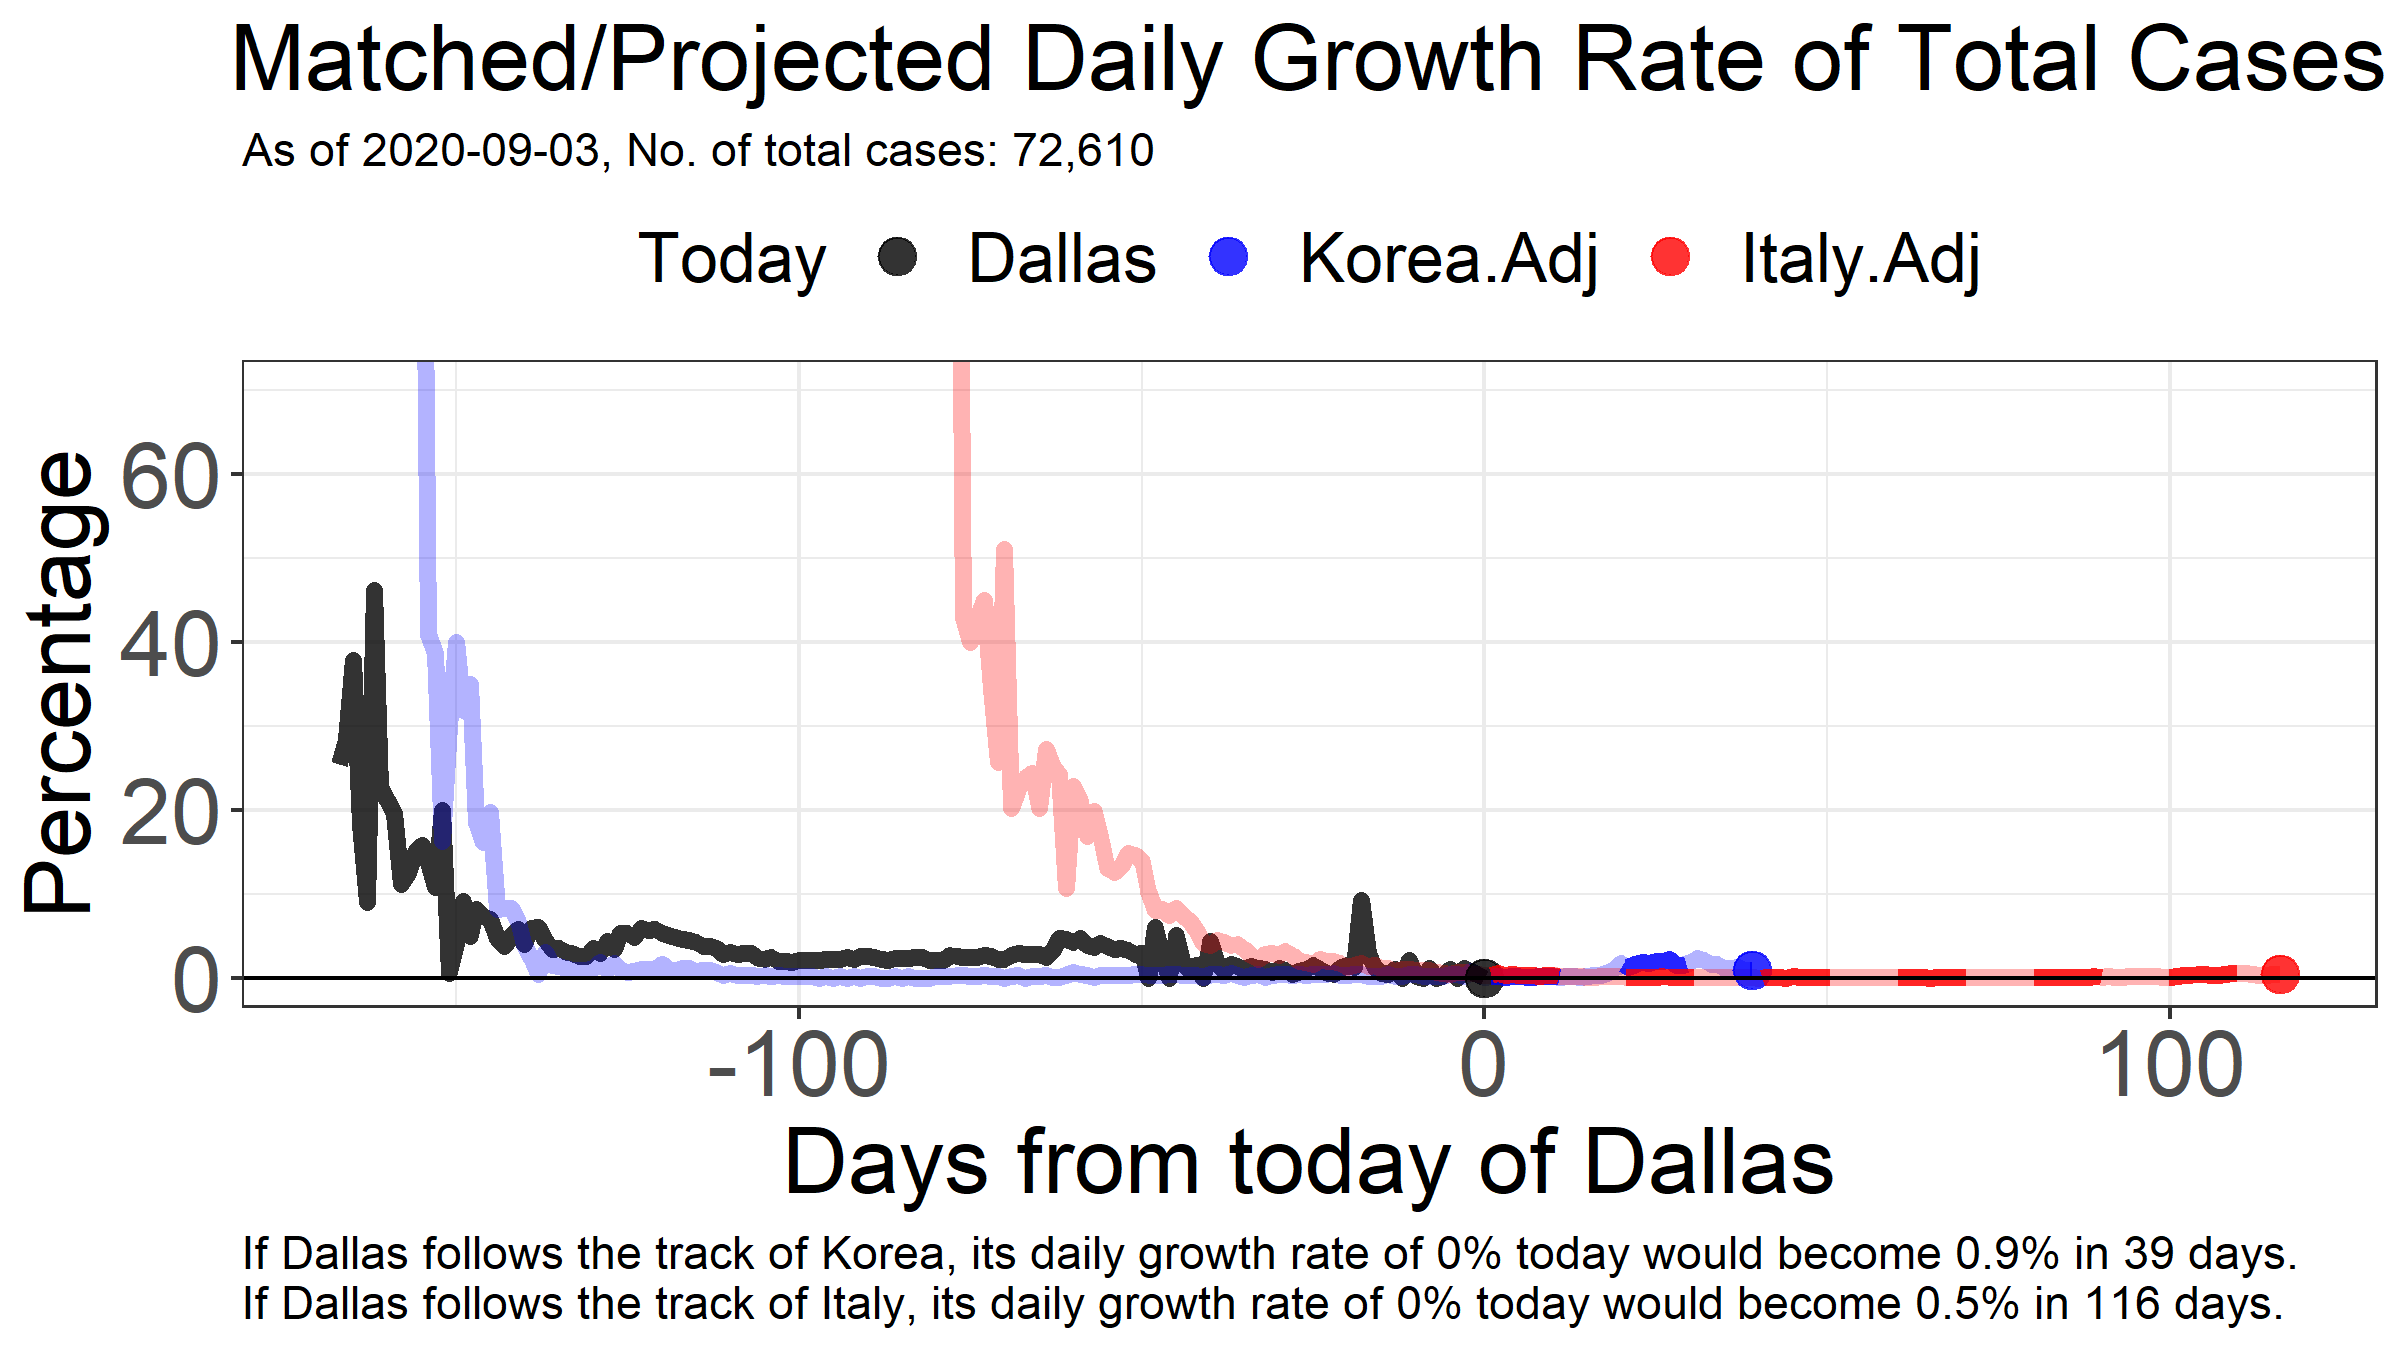 Matched/Projected Daily Growth Rate of Total Cases
As of 2020-09-03, No. of total cases: 72,610
Today Dallas Korea.Adj Italy.Adj
Percentage
60
40
20
0
-100 0 100
Days from today of Dallas
If Dallas follows the track of Korea, its daily growth rate of 0% today would become 0.9% in 39 days.
If Dallas follows the track of Italy, its daily growth rate of 0% today would become 0.5% in 116 days.